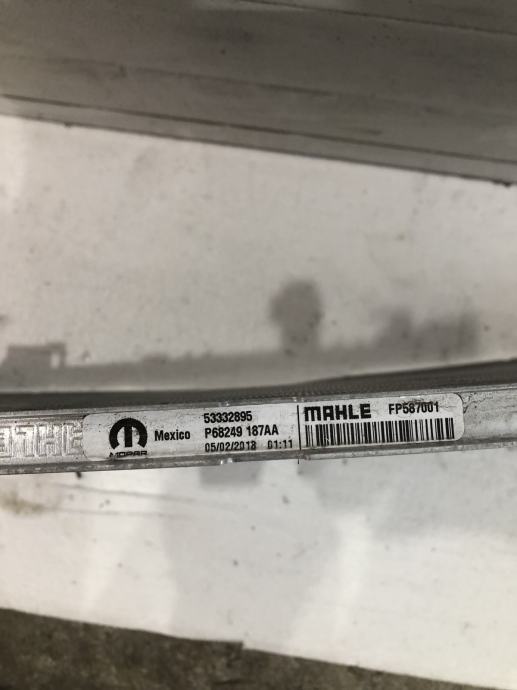 MOPAR
Mexico
53332895
P68249 187AA
05/02/2018 01:11
MAHLE FP587001